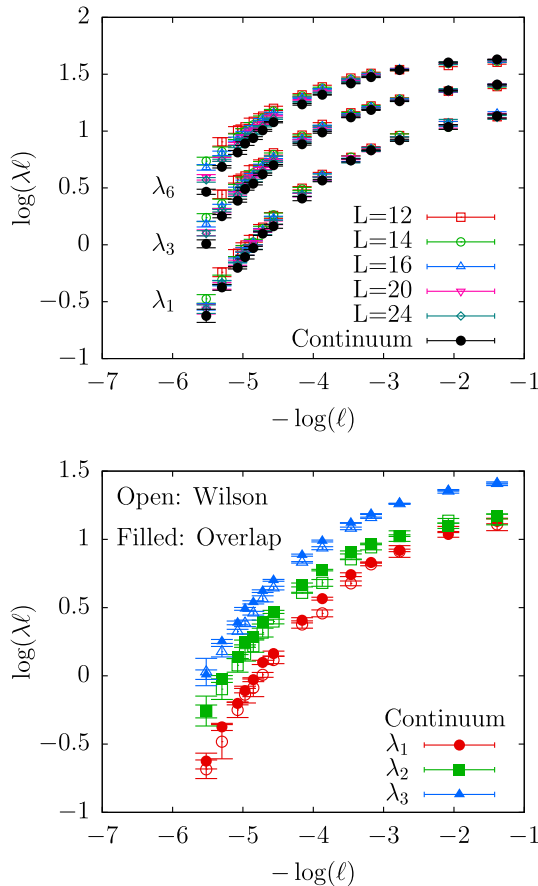 2
1.5
1
0.5
0
−0.5
−1
log(λℓ)
λ₆
λ₃
λ₁
L=12
L=14
L=16
L=20
L=24
Continuum
−7 −6 −5 −4 −3 −2 −1
− log(ℓ)
1.5
1
0.5
0
−0.5
−1
log(λℓ)
Open: Wilson
Filled: Overlap
Continuum
λ₁
λ₂
λ₃
−7 −6 −5 −4 −3 −2 −1
− log(ℓ)